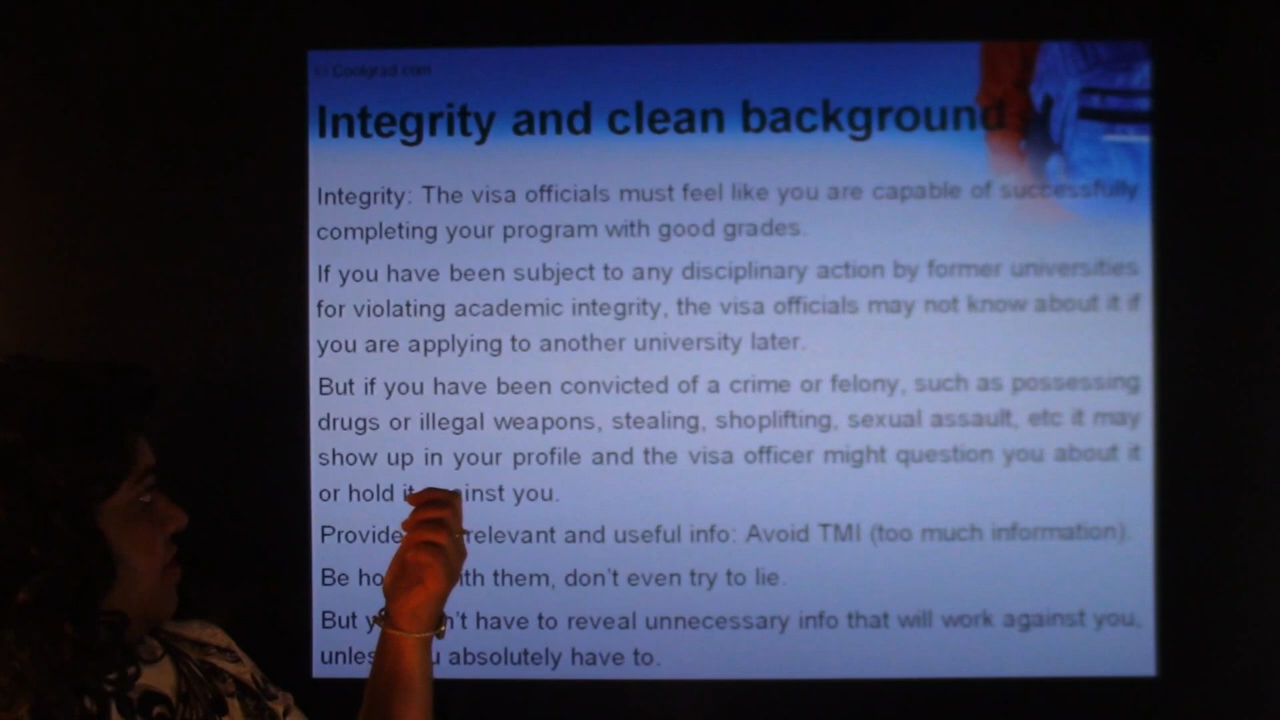 © Coolgrad.com
Integrity and clean background
Integrity: The visa officials must feel like you are capable of successfully
completing your program with good grades.
If you have been subject to any disciplinary action by former universities
for violating academic integrity, the visa officials may not know about it if
you are applying to another university later.
But if you have been convicted of a crime or felony, such as possessing
drugs or illegal weapons, stealing, shoplifting, sexual assault, etc it may
show up in your profile and the visa officer might question you about it
or hold it against you.
Provide relevant and useful info: Avoid TMI (too much information).
Be with them, don't even try to lie.
But have to reveal unnecessary info that will work against you,
unless absolutely have to.